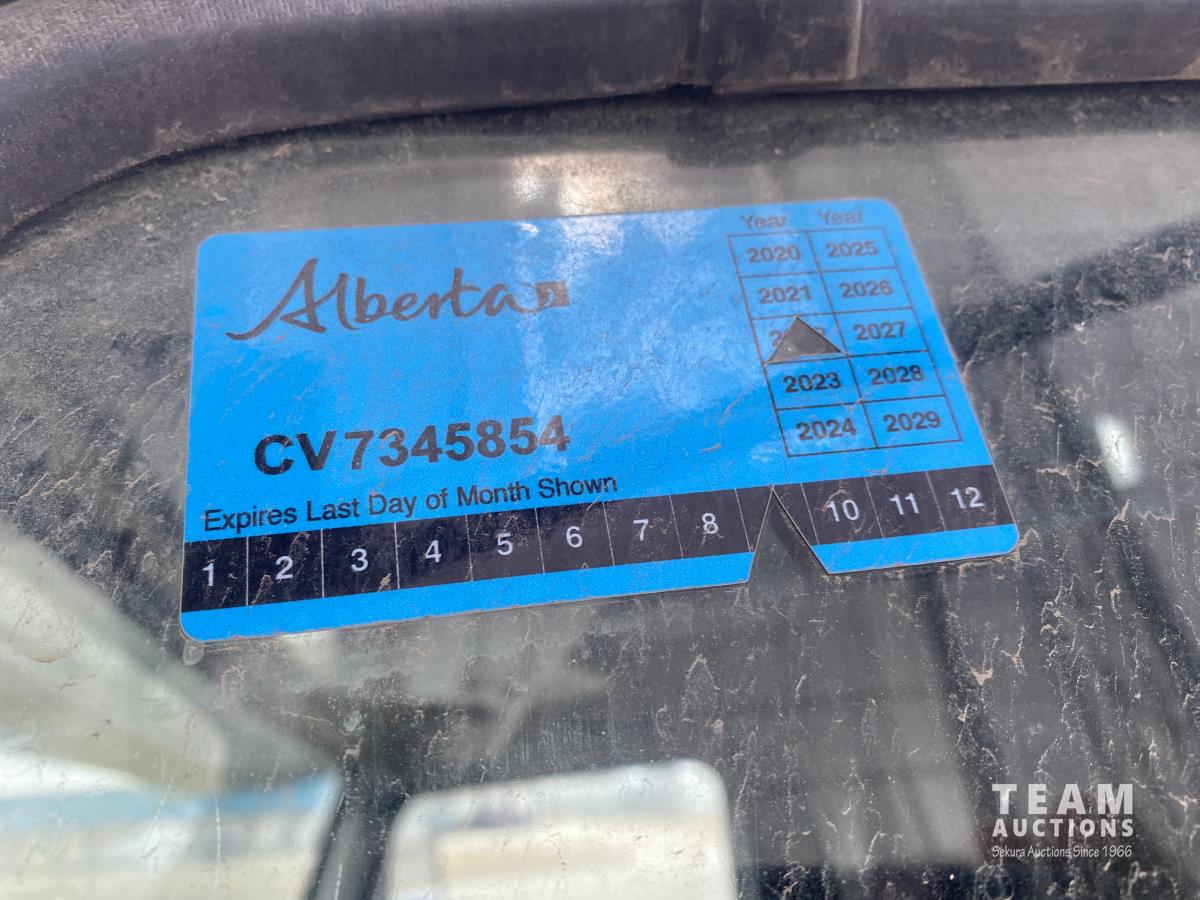 Alberta
Year Year
2020 2025
2021 2026
2027
2023 2028
2024 2029
CV7345854
Expires Last Day of Month Shown
1 2 3 4 5 6 7 8 10 11 12
TEAM
AUCTIONS
Sekura Auctions Since 1966